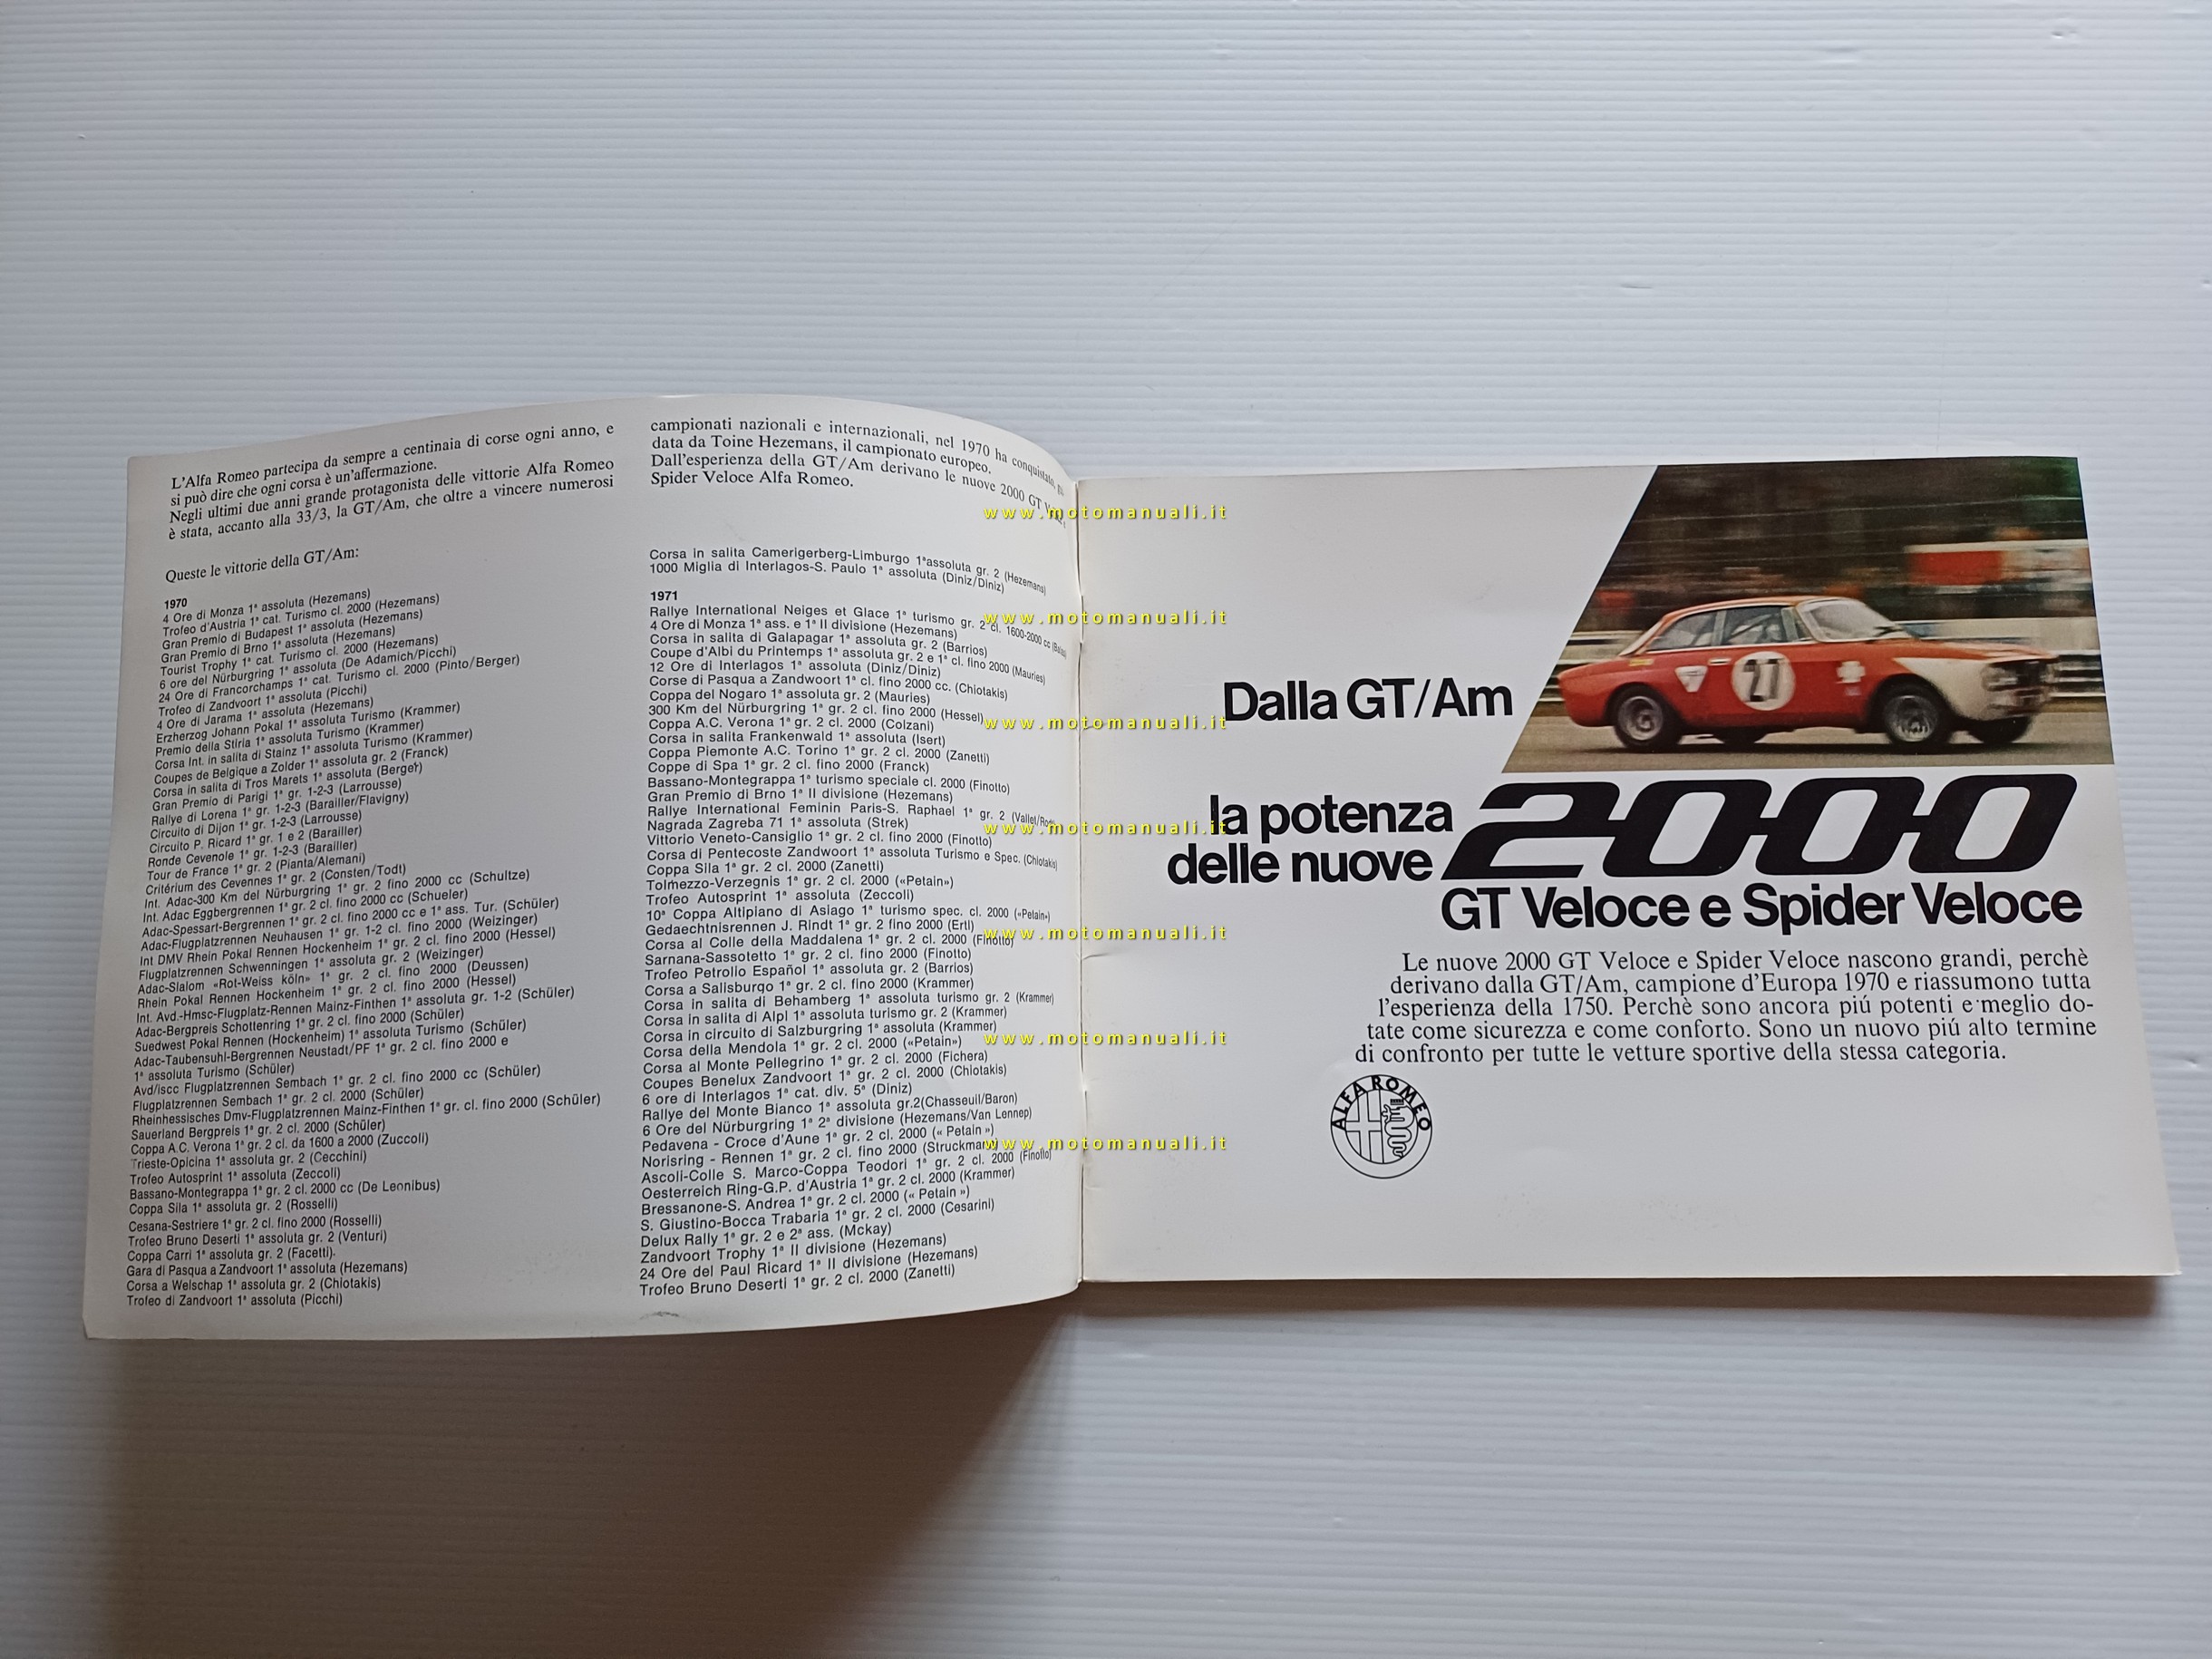 L'Alfa Romeo partecipa da sempre a centinaia di corse ogni anno, e
si può dire che ogni corsa è un'affermazione.
Negli ultimi due anni grande protagonista delle vittorie Alfa Romeo
è stata, accanto alla 33/3, la GT/Am, che oltre a vincere numerosi
Queste le vittorie della GT/Am:
1970
4 Ore di Monza 1ª assoluta (Hezemans)
Trofeo d'Austria 1ª cat. Turismo cl. 2000 (Hezemans)
Gran Premio di Budapest 1ª assoluta (Hezemans)
Gran Premio di Brno 1ª assoluta (Hezemans)
Tourist Trophy 1ª cat. Turismo cl. 2000 (Hezemans)
6 ore del Nürburgring 1ª assoluta (De Adamich/Picchi)
24 Ore di Francorchamps 1ª cat. Turismo cl. 2000 (Pinto/Berger)
Trofeo di Zandvoort 1ª assoluta (Picchi)
4 Ore di Jarama 1ª assoluta (Hezemans)
Erzherzog Johann Pokal 1ª assoluta Turismo (Krammer)
Premio della Stiria 1ª assoluta Turismo (Krammer)
Corsa Int. in salita di Stainz 1ª assoluta Turismo (Krammer)
Coupes de Belgique a Zolder 1ª assoluta gr. 2 (Franck)
Corsa in salita di Tros Marets 1ª assoluta (Berger)
Gran Premio di Parigi 1ª gr. 1-2-3 (Larrousse)
Rallye di Lorena 1ª gr. 1-2-3 (Barailler/Flavigny)
Circuito di Dijon 1ª gr. 1-2-3 (Larrousse)
Circuito P. Ricard 1ª gr. 1 e 2 (Barailler)
Ronde Cevenole 1ª gr. 1-2-3 (Barailler)
Tour de France 1ª gr. 2 (Pianta/Alemani)
Critérium des Cevennes 1ª gr. 2 (Consten/Todt)
Int. Adac-300 Km del Nürburgring 1ª gr. 2 fino 2000 cc (Schultze)
Int. Adac Eggbergrennen 1ª gr. 2 cl. fino 2000 cc (Schueler)
Adac-Spessart-Bergrennen 1ª gr. 2 cl. fino 2000 cc e 1ª ass. Tur. (Schüler)
Adac-Flugplatzrennen Neuhausen 1ª gr. 1-2 cl. fino 2000 (Weizinger)
Int DMV Rhein Pokal Rennen Hockenheim 1ª gr. 2 cl. fino 2000 (Hessel)
Flugplatzrennen Schwenningen 1ª assoluta gr. 2 (Weizinger)
Adac-Slalom «Rot-Weiss köln» 1ª gr. 2 cl. fino 2000 (Deussen)
Rhein Pokal Rennen Hockenheim 1ª gr. 2 cl. fino 2000 (Hessel)
Int. Avd.-Hmsc-Flugplatz-Rennen Mainz-Finthen 1ª assoluta gr. 1-2 (Schüler)
Adac-Bergpreis Schottenring 1ª gr. 2 cl. fino 2000 (Schüler)
Suedwest Pokal Rennen (Hockenheim) 1ª assoluta Turismo (Schüler)
Adac-Taubensuhl-Bergrennen Neustadt/PF 1ª gr. 2 cl. fino 2000 e
1ª assoluta Turismo (Schüler)
Avd/iscc Flugplatzrennen Sembach 1ª gr. 2 cl. fino 2000 cc (Schüler)
Flugplatzrennen Sembach 1ª gr. 2 cl. 2000 (Schüler)
Rheinhessisches Dmv-Flugplatzrennen Mainz-Finthen 1ª gr. cl. fino 2000 (Schüler)
Sauerland Bergpreis 1ª gr. 2 cl. 2000 (Schüler)
Coppa A.C. Verona 1ª gr. 2 cl. da 1600 a 2000 (Zuccoli)
Trieste-Opicina 1ª assoluta gr. 2 (Cecchini)
Trofeo Autosprint 1ª assoluta (Zeccoli)
Bassano-Montegrappa 1ª gr. 2 cl. 2000 cc (De Leonibus)
Coppa Sila 1ª assoluta gr. 2 (Rosselli)
Cesana-Sestriere 1ª gr. 2 cl. fino 2000 (Rosselli)
Trofeo Bruno Deserti 1ª assoluta gr. 2 (Venturi)
Coppa Carri 1ª assoluta gr. 2 (Facetti).
Gara di Pasqua a Zandvoort 1ª assoluta (Hezemans)
Corsa a Welschap 1ª assoluta gr. 2 (Chiotakis)
Trofeo di Zandvoort 1ª assoluta (Picchi)
campionati nazionali e internazionali, nel 1970 ha conquistato,
data da Toine Hezemans, il campionato europeo.
Dall'esperienza della GT/Am derivano le nuove 2000 GT
Spider Veloce Alfa Romeo.
Corsa in salita Camerigerberg-Limburgo 1ªassoluta gr. 2 (Hezemans)
1000 Miglia di Interlagos-S. Paulo 1ª assoluta (Diniz/Diniz)
1971
Rallye International Neiges et Glace 1ª turismo gr. 2 cl. 1600-2000 cc
4 Ore di Monza 1ª ass. e 1ª II divisione (Hezemans)
Corsa in salita di Galapagar 1ª assoluta gr. 2 (Barrios)
Coupe d'Albi du Printemps 1ª assoluta gr. 2 e 1ª cl. fino 2000 (Mauries)
12 Ore di Interlagos 1ª assoluta (Diniz/Diniz)
Corse di Pasqua a Zandwoort 1ª cl. fino 2000 cc. (Chiotakis)
Coppa del Nogaro 1ª assoluta gr. 2 (Mauries)
300 Km del Nürburgring 1ª gr. 2 cl. fino 2000 (Hessel)
Coppa A.C. Verona 1ª gr. 2 cl. 2000 (Colzani)
Corsa in salita Frankenwald 1ª assoluta (Isert)
Coppa Piemonte A.C. Torino 1ª gr. 2 cl. 2000 (Zanetti)
Coppe di Spa 1ª gr. 2 cl. fino 2000 (Franck)
Bassano-Montegrappa 1ª turismo speciale cl. 2000 (Finotto)
Gran Premio di Brno 1ª II divisione (Hezemans)
Rallye International Feminin Paris-S. Raphael 1ª gr. 2
Nagrada Zagreba 71 1ª assoluta (Strek)
Vittorio Veneto-Cansiglio 1ª gr. 2 cl. fino 2000 (Finotto)
Corsa di Pentecoste Zandwoort 1ª assoluta Turismo e Spec. (Chiotakis)
Coppa Sila 1ª gr. 2 cl. 2000 (Zanetti)
Tolmezzo-Verzegnis 1ª gr. 2 cl. 2000 («Petain»)
Trofeo Autosprint 1ª assoluta (Zeccoli)
10ª Coppa Altipiano di Asiago 1ª turismo spec. cl. 2000 («Petain»)
Gedaechtnisrennen J. Rindt 1ª gr. 2 fino 2000 (Ertl)
Corsa al Colle della Maddalena 1ª gr. 2 cl. 2000 (Finotto)
Sarnana-Sassotetto 1ª gr. 2 cl. fino 2000 (Finotto)
Trofeo Petrolio Español 1ª assoluta gr. 2 (Barrios)
Corsa a Salisburgo 1ª gr. 2 cl. fino 2000 (Krammer)
Corsa in salita di Behamberg 1ª assoluta turismo gr. 2 (Krammer)
Corsa in salita di Alpl 1ª assoluta turismo gr. 2 (Krammer)
Corsa in circuito di Salzburgring 1ª assoluta (Krammer)
Corsa della Mendola 1ª gr. 2 cl. 2000 («Petain»)
Corsa al Monte Pellegrino 1ª gr. 2 cl. 2000 (Fichera)
Coupes Benelux Zandvoort 1ª gr. 2 cl. 2000 (Chiotakis)
6 ore di Interlagos 1ª cat. div. 5ª (Diniz)
Rallye del Monte Bianco 1ª assoluta gr.2(Chasseuil/Baron)
6 Ore del Nürburgring 1ª 2ª divisione (Hezemans/Van Lennep)
Pedavena - Croce d'Aune 1ª gr. 2 cl. 2000 (« Petain »)
Norisring - Rennen 1ª gr. 2 cl. fino 2000 (Struckmann)
Ascoli-Colle S. Marco-Coppa Teodori 1ª gr. 2 cl. 2000 (Finotto)
Oesterreich Ring-G.P. d'Austria 1ª gr. 2 cl. 2000 (Krammer)
Bressanone-S. Andrea 1ª gr. 2 cl. 2000 (« Petain »)
S. Giustino-Bocca Trabaria 1ª gr. 2 cl. 2000 (Cesarini)
Delux Rally 1ª gr. 2 e 2ª ass. (Mckay)
Zandvoort Trophy 1ª II divisione (Hezemans)
24 Ore del Paul Ricard 1ª II divisione (Hezemans)
Trofeo Bruno Deserti 1ª gr. 2 cl. 2000 (Zanetti)
www.motomanuali.it
www.motomanuali.it
www.motomanuali.it
www.motomanuali.it
www.motomanuali.it
www.motomanuali.it
www.motomanuali.it
27
Dalla GT/Am
la potenza
delle nuove 2000
GT Veloce e Spider Veloce
Le nuove 2000 GT Veloce e Spider Veloce nascono grandi, perchè
derivano dalla GT/Am, campione d'Europa 1970 e riassumono tutta
l'esperienza della 1750. Perchè sono ancora piú potenti e meglio do-
tate come sicurezza e come conforto. Sono un nuovo piú alto termine
di confronto per tutte le vetture sportive della stessa categoria.
ALFA ROMEO